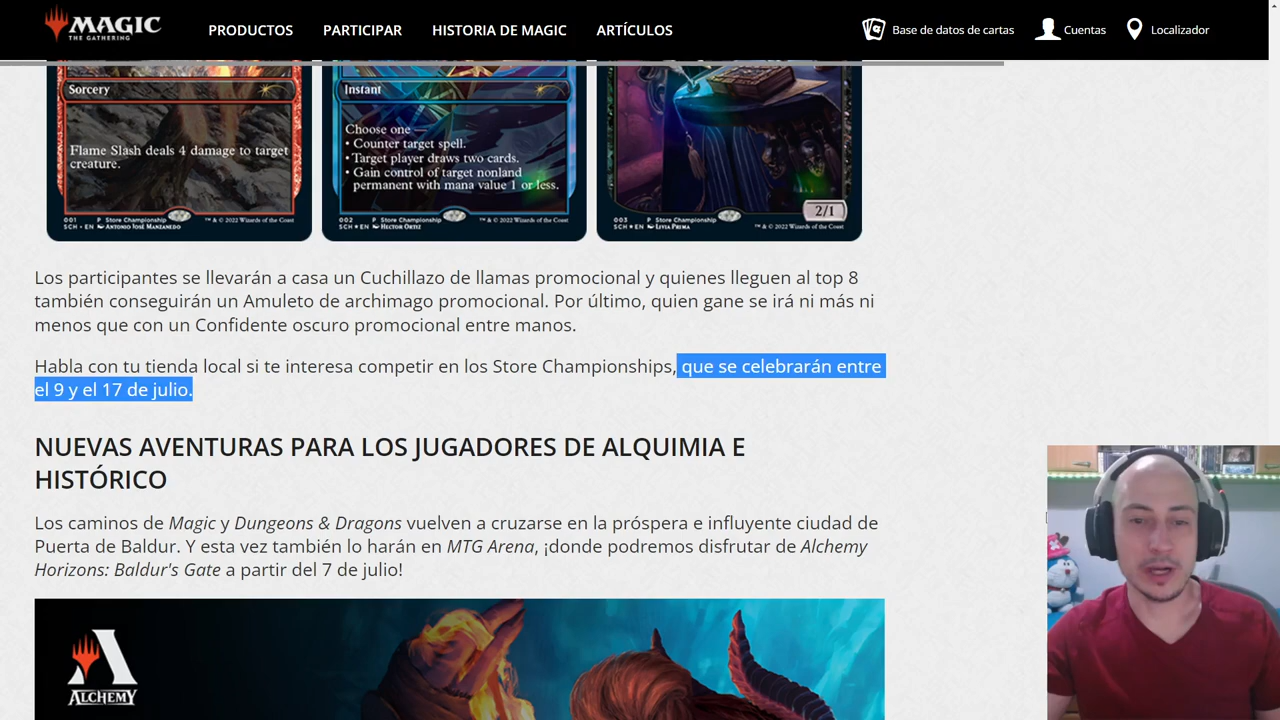 MAGIC
THE GATHERING
PRODUCTOS
PARTICIPAR
HISTORIA DE MAGIC
ARTÍCULOS
Base de datos de cartas
Cuentas
Localizador
Sorcery
Flame Slash deals 4 damage to target
creature.
001 P Store Championship
SCH • EN ANTONIO JOSÉ MANZANEDO
™ & © 2022 Wizards of the Coast
Instant
Choose one —
• Counter target spell.
• Target player draws two cards.
• Gain control of target nonland
permanent with mana value 1 or less.
002 P Store Championship
SCH ★ EN HECTOR ORTIZ
™ & © 2022 Wizards of the Coast
2/1
003 P Store Championship
SCH ★ EN LIVIA PRIMA
™ & © 2022 Wizards of the Coast
Los participantes se llevarán a casa un Cuchillazo de llamas promocional y quienes lleguen al top 8
también conseguirán un Amuleto de archimago promocional. Por último, quien gane se irá ni más ni
menos que con un Confidente oscuro promocional entre manos.
Habla con tu tienda local si te interesa competir en los Store Championships, que se celebrarán entre
el 9 y el 17 de julio.
NUEVAS AVENTURAS PARA LOS JUGADORES DE ALQUIMIA E
HISTÓRICO
Los caminos de Magic y Dungeons & Dragons vuelven a cruzarse en la próspera e influyente ciudad de
Puerta de Baldur. Y esta vez también lo harán en MTG Arena, ¡donde podremos disfrutar de Alchemy
Horizons: Baldur's Gate a partir del 7 de julio!
ALCHEMY